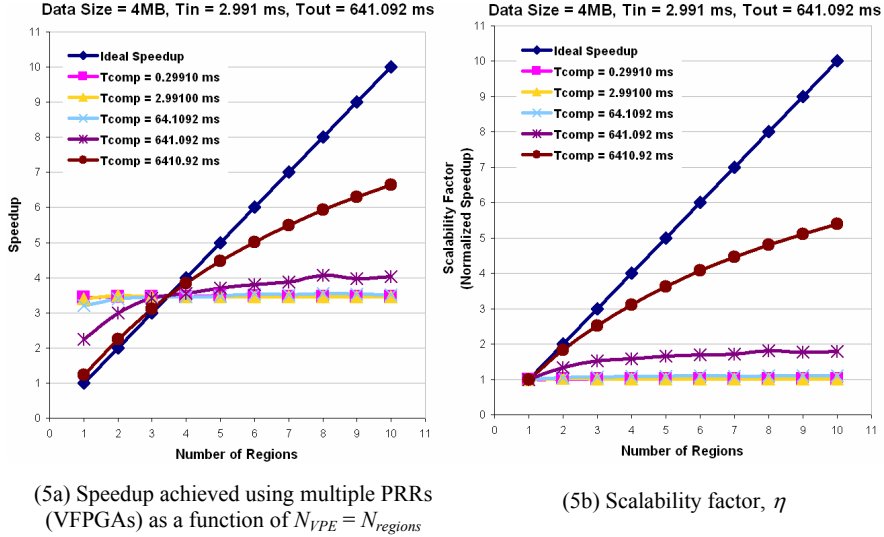 Data Size = 4MB, Tin = 2.991 ms, Tout = 641.092 ms
11
10
9
8
7
6
5
4
3
2
1
0
Speedup
Ideal Speedup
Tcomp = 0.29910 ms
Tcomp = 2.99100 ms
Tcomp = 64.1092 ms
Tcomp = 641.092 ms
Tcomp = 6410.92 ms
0 1 2 3 4 5 6 7 8 9 10 11
Number of Regions
(5a) Speedup achieved using multiple PRRs
(VFPGAs) as a function of N_VPE = N_regions
Data Size = 4MB, Tin = 2.991 ms, Tout = 641.092 ms
11
10
9
8
7
6
5
4
3
2
1
0
Scalability Factor
(Normalized Speedup)
Ideal Speedup
Tcomp = 0.29910 ms
Tcomp = 2.99100 ms
Tcomp = 64.1092 ms
Tcomp = 641.092 ms
Tcomp = 6410.92 ms
0 1 2 3 4 5 6 7 8 9 10 11
Number of Regions
(5b) Scalability factor, η